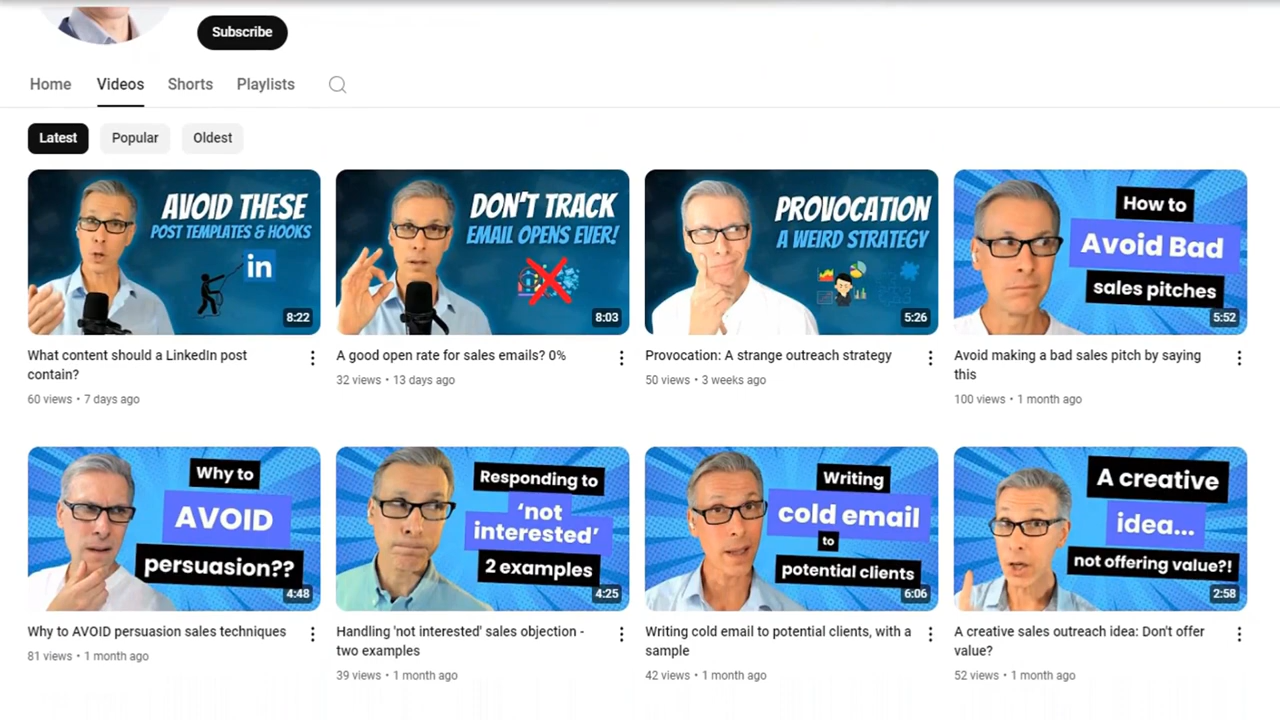 Subscribe
Home
Videos
Shorts
Playlists
Latest
Popular
Oldest
AVOID THESE
POST TEMPLATES & HOOKS
in
8:22
What content should a LinkedIn post
contain?
60 views • 7 days ago
DON'T TRACK
EMAIL OPENS EVER!
8:03
A good open rate for sales emails? 0%
32 views • 13 days ago
PROVOCATION
A WEIRD STRATEGY
5:26
Provocation: A strange outreach strategy
50 views • 3 weeks ago
How to
Avoid Bad
sales pitches
5:52
Avoid making a bad sales pitch by saying
this
100 views • 1 month ago
Why to
AVOID
persuasion??
4:48
Why to AVOID persuasion sales techniques
81 views • 1 month ago
Responding to
‘not
interested’
2 examples
4:25
Handling 'not interested' sales objection -
two examples
39 views • 1 month ago
Writing
cold email
to
potential clients
6:06
Writing cold email to potential clients, with a
sample
42 views • 1 month ago
A creative
idea...
not offering value?!
2:58
A creative sales outreach idea: Don't offer
value?
52 views • 1 month ago